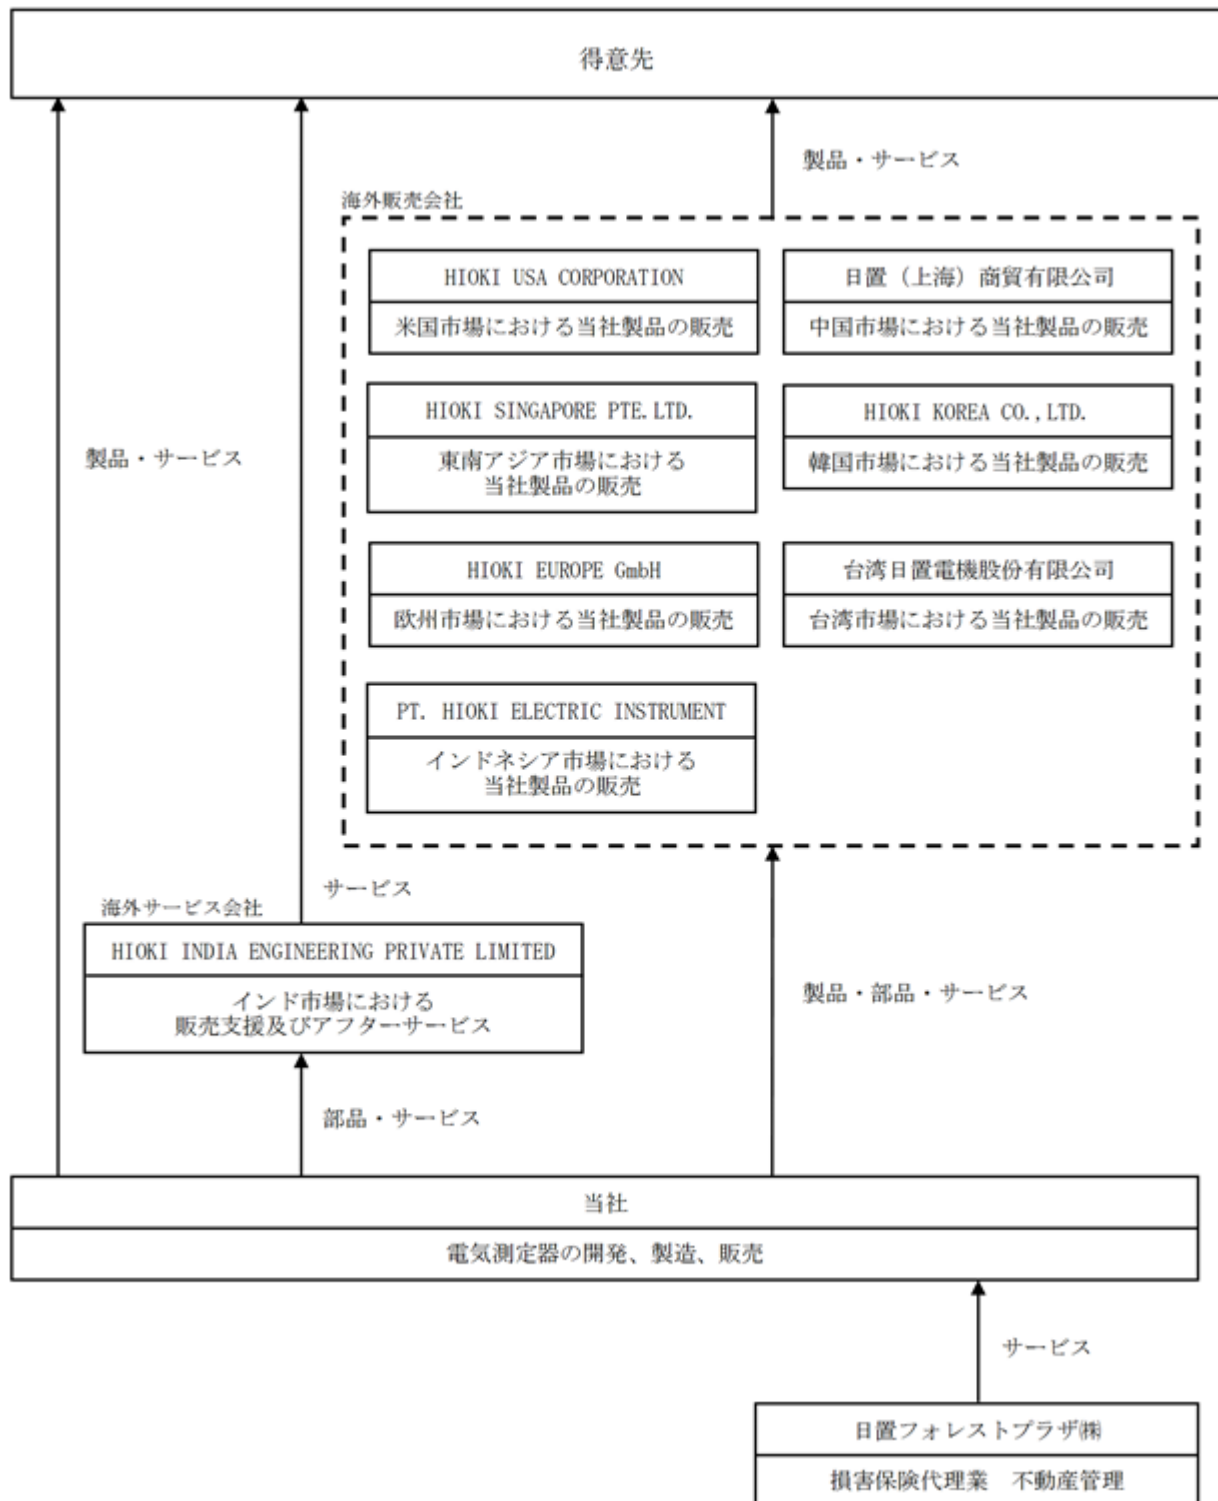 得意先
製品・サービス
海外販売会社
HIOKI USA CORPORATION
米国市場における当社製品の販売
日置（上海）商貿有限公司
中国市場における当社製品の販売
HIOKI SINGAPORE PTE.LTD.
東南アジア市場における
当社製品の販売
HIOKI KOREA CO.,LTD.
韓国市場における当社製品の販売
製品・サービス
HIOKI EUROPE GmbH
欧州市場における当社製品の販売
台湾日置電機股份有限公司
台湾市場における当社製品の販売
PT. HIOKI ELECTRIC INSTRUMENT
インドネシア市場における
当社製品の販売
サービス
海外サービス会社
HIOKI INDIA ENGINEERING PRIVATE LIMITED
インド市場における
販売支援及びアフターサービス
製品・部品・サービス
部品・サービス
当社
電気測定器の開発、製造、販売
サービス
日置フォレストプラザ㈱
損害保険代理業　不動産管理